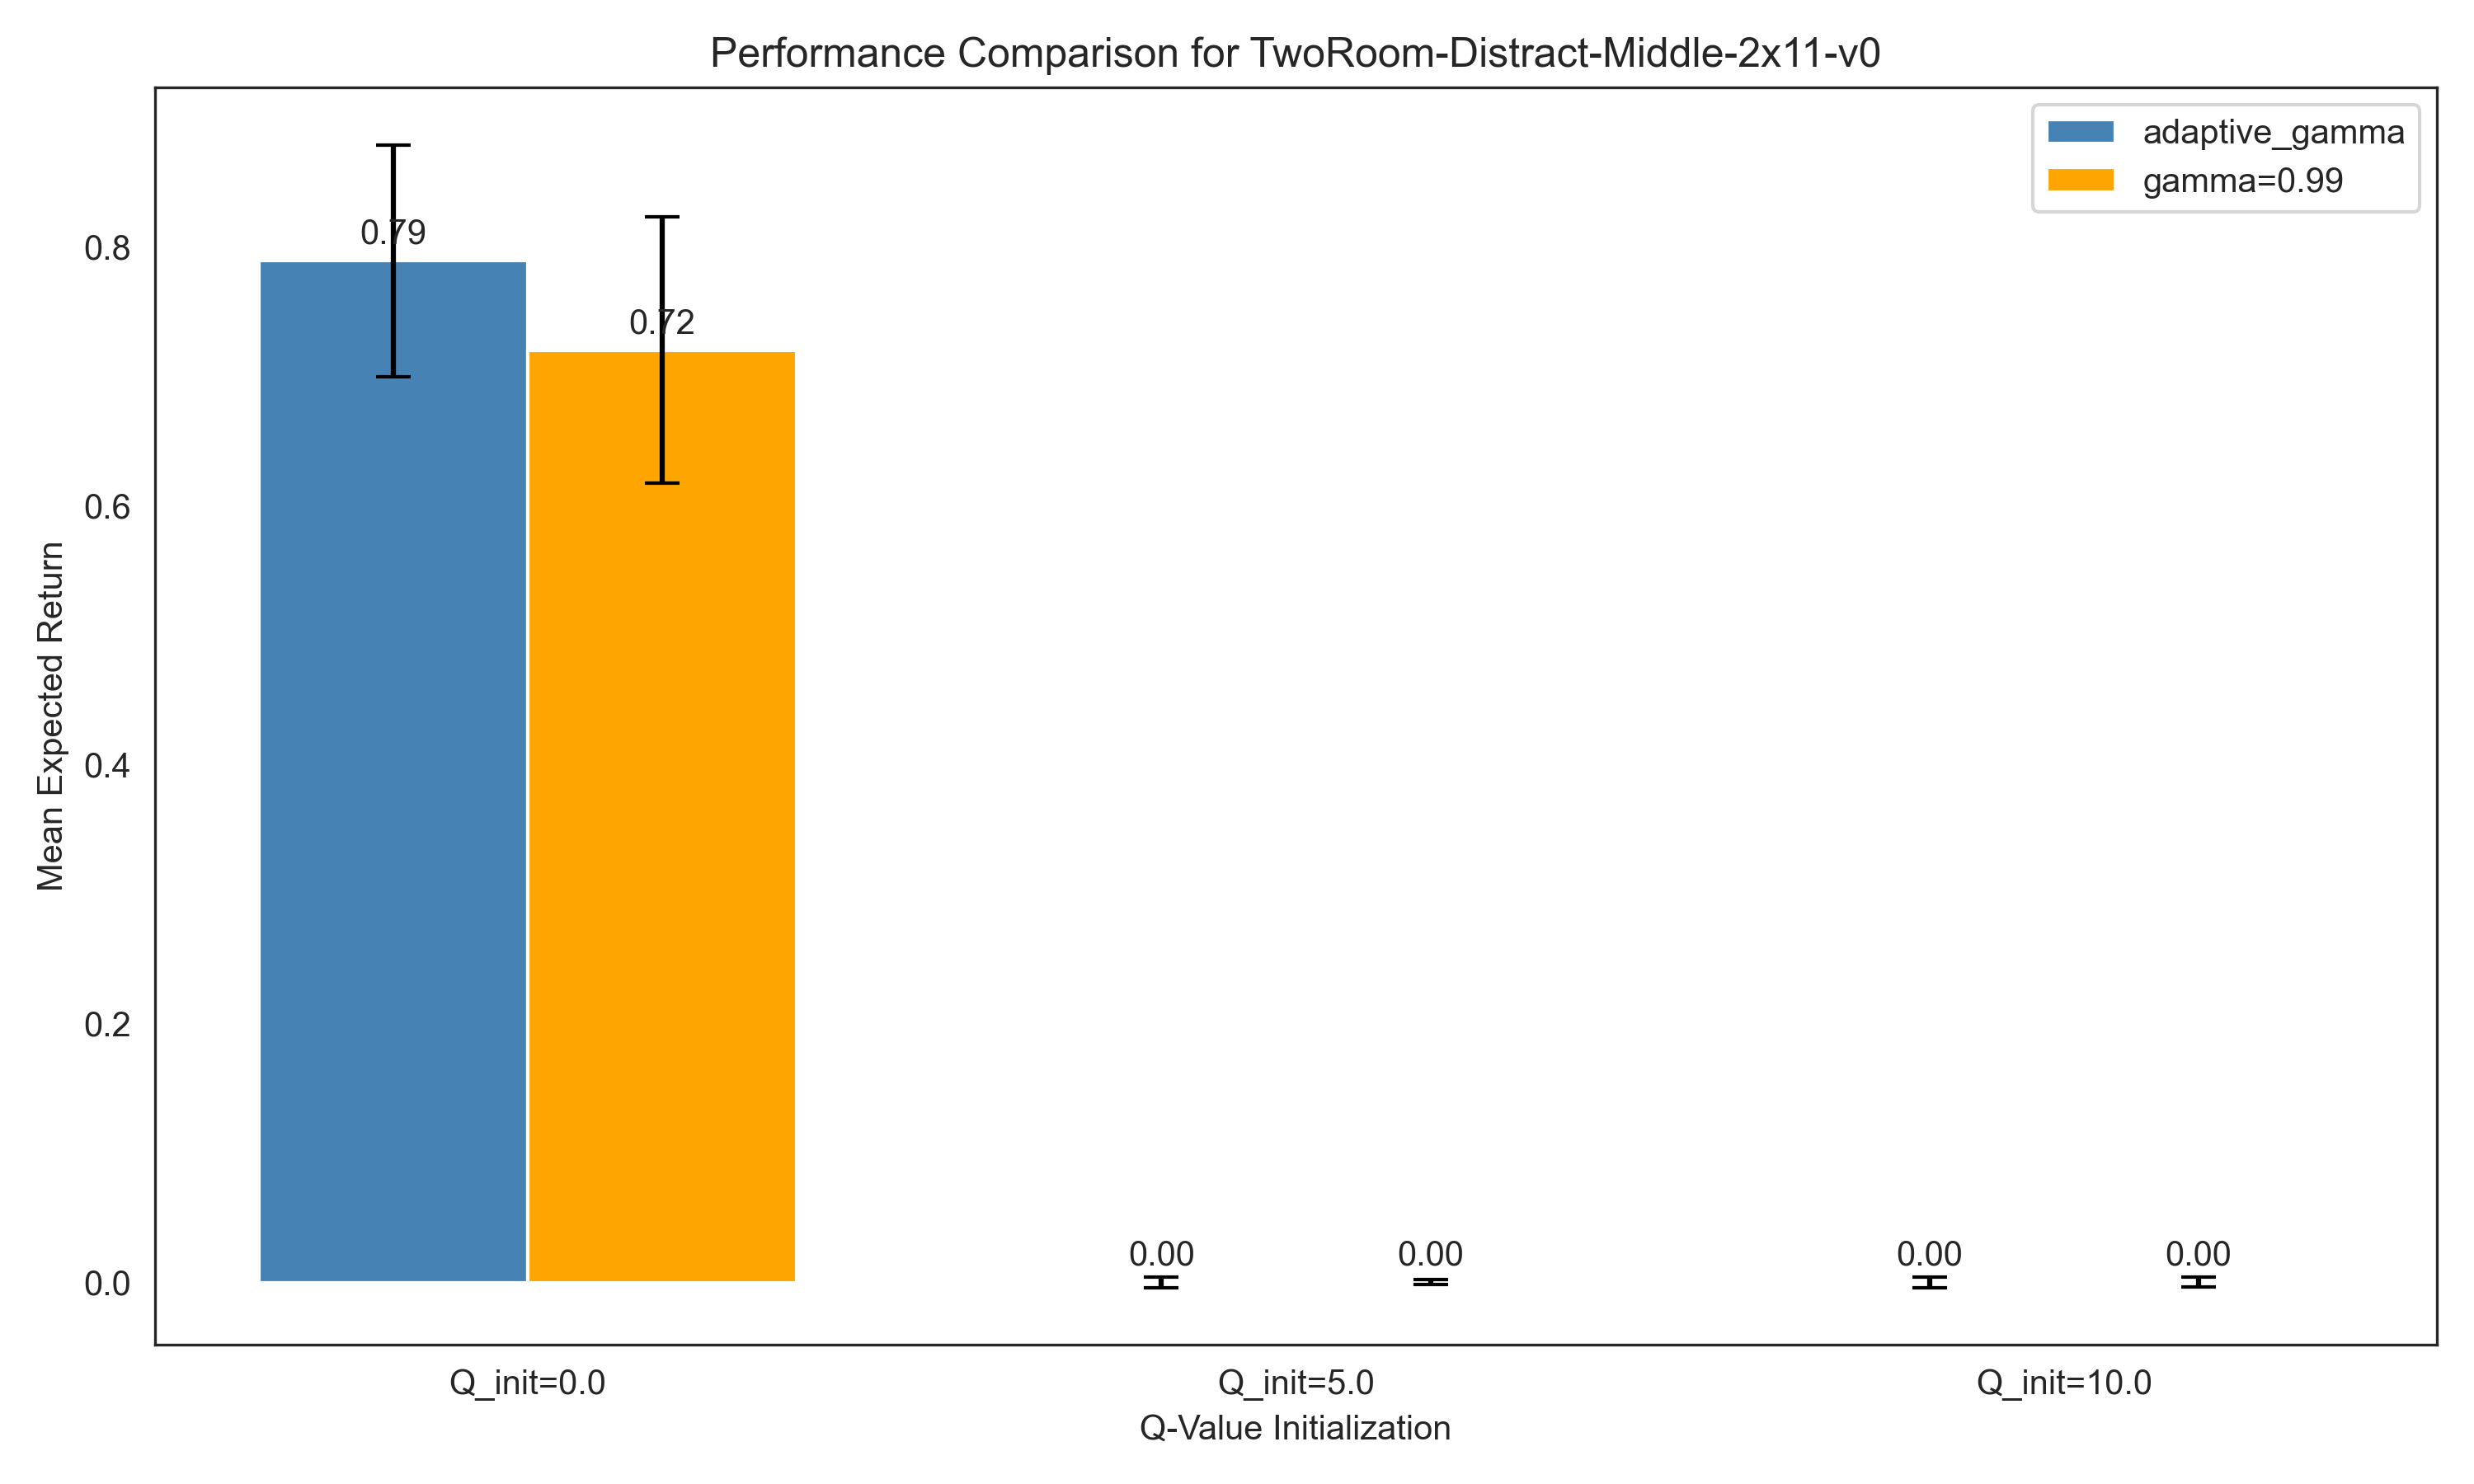 Performance Comparison for TwoRoom-Distract-Middle-2x11-v0
adaptive_gamma
gamma=0.99
Mean Expected Return
0.8
0.6
0.4
0.2
0.0
0.79
0.72
0.00
0.00
0.00
0.00
Q_init=0.0
Q_init=5.0
Q_init=10.0
Q-Value Initialization